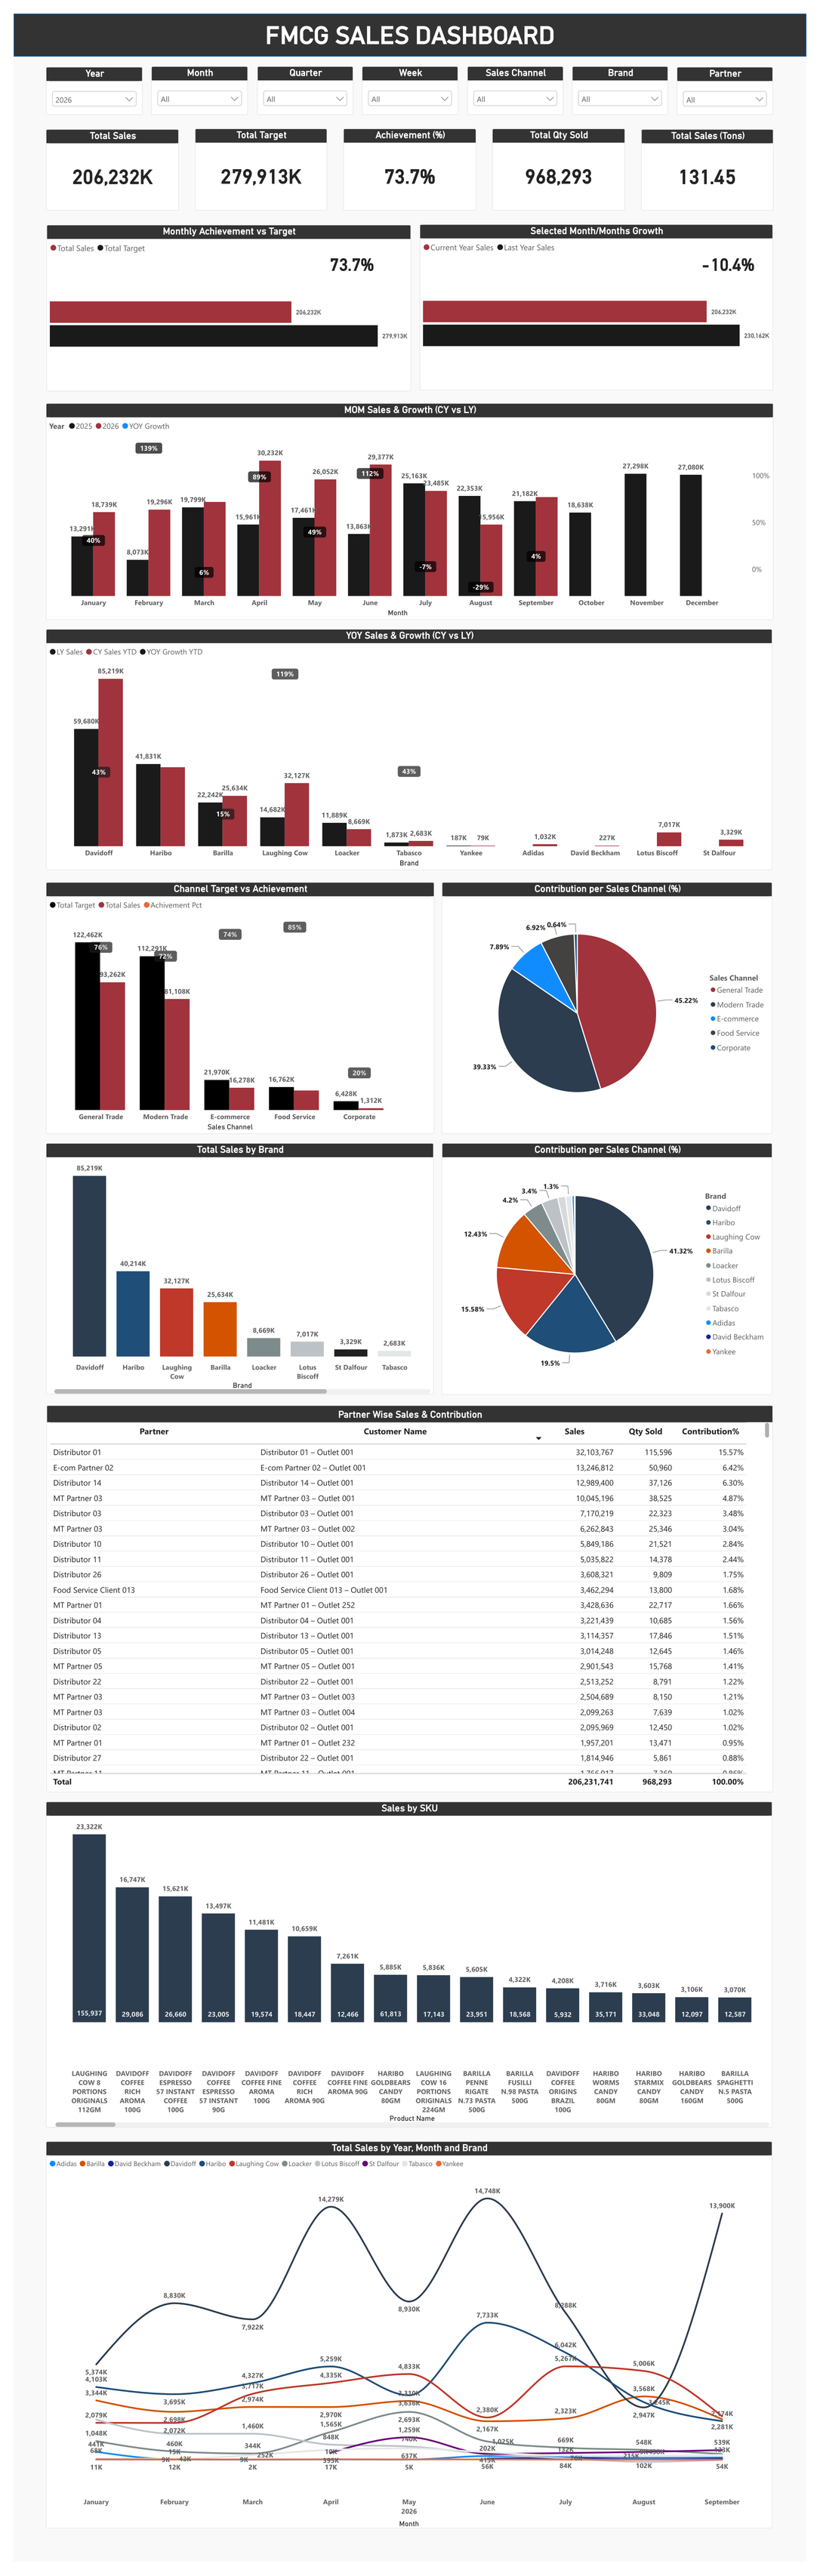 FMCG SALES DASHBOARD
Year Month Quarter Week Sales Channel Brand Partner
2026 All All All All All All
Total Sales Total Target Achievement (%) Total Qty Sold Total Sales (Tons)
206,232K 279,913K 73.7% 968,293 131.45
Monthly Achievement vs Target
Total Sales Total Target
73.7%
206,232K
279,913K
Selected Month/Months Growth
Current Year Sales Last Year Sales
-10.4%
206,232K
230,162K
MOM Sales & Growth (CY vs LY)
Year 2025 2026 YOY Growth
139%
30,232K 29,377K
89% 112%
26,052K 25,163K 23,485K 22,353K 27,298K 27,080K
100%
18,739K 19,296K 19,799K 21,182K 18,638K
13,291K 8,073K 15,961K 17,461K 13,863K 5,956K
50%
40% 49% 4%
6% -7% -29%
0%
January February March April May June July August September October November December
Month
YOY Sales & Growth (CY vs LY)
LY Sales CY Sales YTD YOY Growth YTD
85,219K 119%
59,680K
43% 43%
41,831K
32,127K
22,242K 25,634K
15%
14,682K 11,889K 8,669K
1,873K 2,683K 187K 79K 1,032K 227K 7,017K 3,329K
Davidoff Haribo Barilla Laughing Cow Loacker Tabasco Yankee Adidas David Beckham Lotus Biscoff St Dalfour
Brand
Channel Target vs Achievement
Total Target Total Sales Achivement Pct
122,462K 74% 85%
76% 112,291K 72%
93,262K 81,108K
21,970K 16,278K 16,762K 20%
6,428K 1,312K
General Trade Modern Trade E-commerce Food Service Corporate
Sales Channel
Contribution per Sales Channel (%)
6.92% 0.64%
7.89%
45.22%
39.33%
Sales Channel
General Trade
Modern Trade
E-commerce
Food Service
Corporate
Total Sales by Brand
85,219K
40,214K
32,127K
25,634K
8,669K 7,017K 3,329K 2,683K
Davidoff Haribo Laughing Cow Barilla Loacker Lotus Biscoff St Dalfour Tabasco
Brand
Contribution per Sales Channel (%)
3.4% 1.3%
4.2%
12.43%
41.32%
15.58%
19.5%
Brand
Davidoff
Haribo
Laughing Cow
Barilla
Loacker
Lotus Biscoff
St Dalfour
Tabasco
Adidas
David Beckham
Yankee
Partner Wise Sales & Contribution
Partner Customer Name Sales Qty Sold Contribution%
Distributor 01 Distributor 01 – Outlet 001 32,103,767 115,596 15.57%
E-com Partner 02 E-com Partner 02 – Outlet 001 13,246,812 50,960 6.42%
Distributor 14 Distributor 14 – Outlet 001 12,989,400 37,126 6.30%
MT Partner 03 MT Partner 03 – Outlet 001 10,045,196 38,525 4.87%
Distributor 03 Distributor 03 – Outlet 001 7,170,219 22,323 3.48%
MT Partner 03 MT Partner 03 – Outlet 002 6,262,843 25,346 3.04%
Distributor 10 Distributor 10 – Outlet 001 5,849,186 21,521 2.84%
Distributor 11 Distributor 11 – Outlet 001 5,035,822 14,378 2.44%
Distributor 26 Distributor 26 – Outlet 001 3,608,321 9,809 1.75%
Food Service Client 013 Food Service Client 013 – Outlet 001 3,462,294 13,800 1.68%
MT Partner 01 MT Partner 01 – Outlet 252 3,428,636 22,717 1.66%
Distributor 04 Distributor 04 – Outlet 001 3,221,439 10,685 1.56%
Distributor 13 Distributor 13 – Outlet 001 3,114,357 17,846 1.51%
Distributor 05 Distributor 05 – Outlet 001 3,014,248 12,645 1.46%
MT Partner 05 MT Partner 05 – Outlet 001 2,901,543 15,768 1.41%
Distributor 22 Distributor 22 – Outlet 001 2,513,252 8,791 1.22%
MT Partner 03 MT Partner 03 – Outlet 003 2,504,689 8,150 1.21%
MT Partner 03 MT Partner 03 – Outlet 004 2,099,263 7,639 1.02%
Distributor 02 Distributor 02 – Outlet 001 2,095,969 12,450 1.02%
MT Partner 01 MT Partner 01 – Outlet 232 1,957,201 13,471 0.95%
Distributor 27 Distributor 22 – Outlet 001 1,814,946 5,861 0.88%
Total 206,231,741 968,293 100.00%
Sales by SKU
23,322K 16,747K 15,621K 13,497K 11,481K 10,659K 7,261K 5,885K 5,836K 5,605K 4,322K 4,208K 3,716K 3,603K 3,106K 3,070K
155,937 29,086 26,660 23,005 19,574 18,447 12,466 61,813 17,143 23,951 18,568 5,932 35,171 33,048 12,097 12,587
LAUGHING COW 8 PORTIONS ORIGINALS 112GM
DAVIDOFF COFFEE RICH AROMA 100G
DAVIDOFF ESPRESSO 57 INSTANT COFFEE 100G
DAVIDOFF COFFEE ESPRESSO 57 INSTANT 90G
DAVIDOFF COFFEE FINE AROMA 100G
DAVIDOFF COFFEE RICH AROMA 90G
DAVIDOFF COFFEE FINE AROMA 90G
HARIBO GOLDBEARS CANDY 80GM
LAUGHING COW 16 PORTIONS ORIGINALS 224GM
BARILLA PENNE RIGATE N.73 PASTA 500G
BARILLA FUSILLI N.98 PASTA 500G
DAVIDOFF COFFEE ORIGINS BRAZIL 100G
HARIBO WORMS CANDY 80GM
HARIBO STARMIX CANDY 80GM
HARIBO GOLDBEARS CANDY 160GM
BARILLA SPAGHETTI N.5 PASTA 500G
Product Name
Total Sales by Year, Month and Brand
Adidas Barilla David Beckham Davidoff Haribo Laughing Cow Loacker Lotus Biscoff St Dalfour Tabasco Yankee
14,279K 14,748K 13,900K
8,830K 7,922K 8,930K 8,288K
7,733K 6,042K
5,374K 5,259K 5,267K 5,006K
4,103K 4,327K 4,335K 4,833K
3,344K 3,695K 3,717K 2,974K 3,568K
2,970K 2,380K 2,323K 2,947K
2,079K 2,698K 2,693K 2,167K 2,281K
2,072K 1,460K 1,565K
1,048K 848K 1,259K 1,025K 669K 548K 539K
441K 460K 344K 252K 202K
68K 637K
11K 12K 2K 17K 5K 56K 84K 102K 54K
January February March April May June July August September
2026
Month